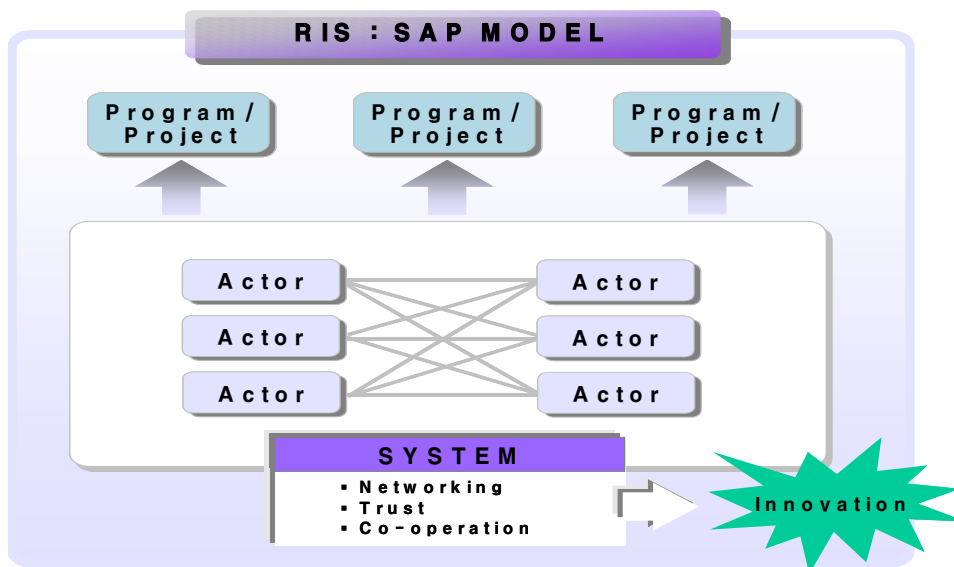 RIS : SAP MODEL
Program/
Project
Program/
Project
Program/
Project
Actor
Actor
Actor
Actor
Actor
Actor
SYSTEM
▪ Networking
▪ Trust
▪ Co-operation
Innovation